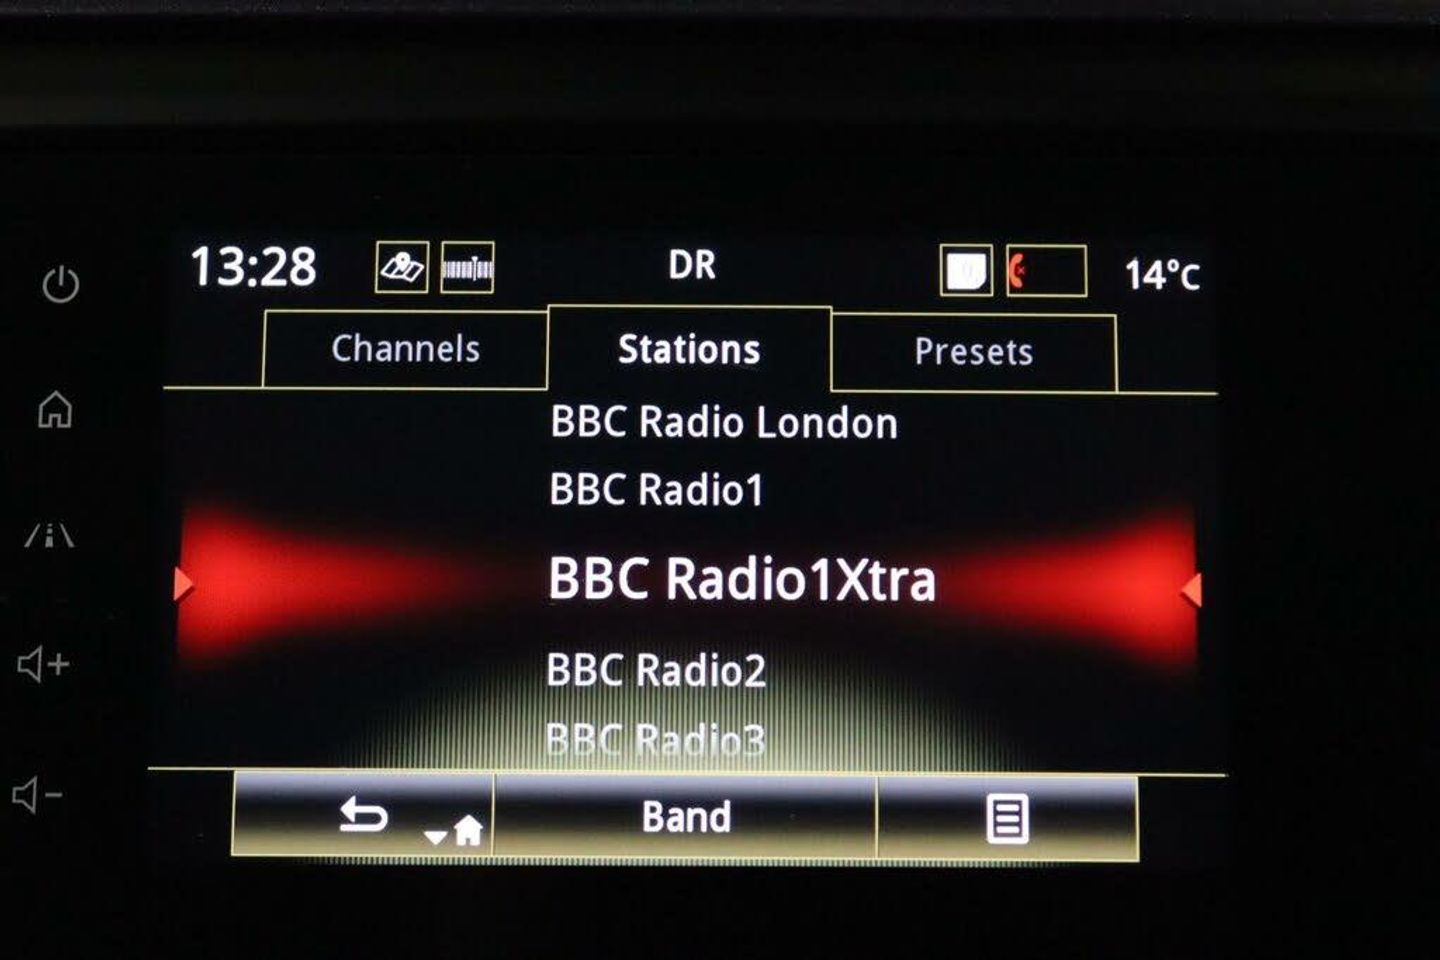 13:28 DR 14°C
Channels Stations Presets
BBC Radio London
BBC Radio1
BBC Radio1Xtra
BBC Radio2
BBC Radio3
Band